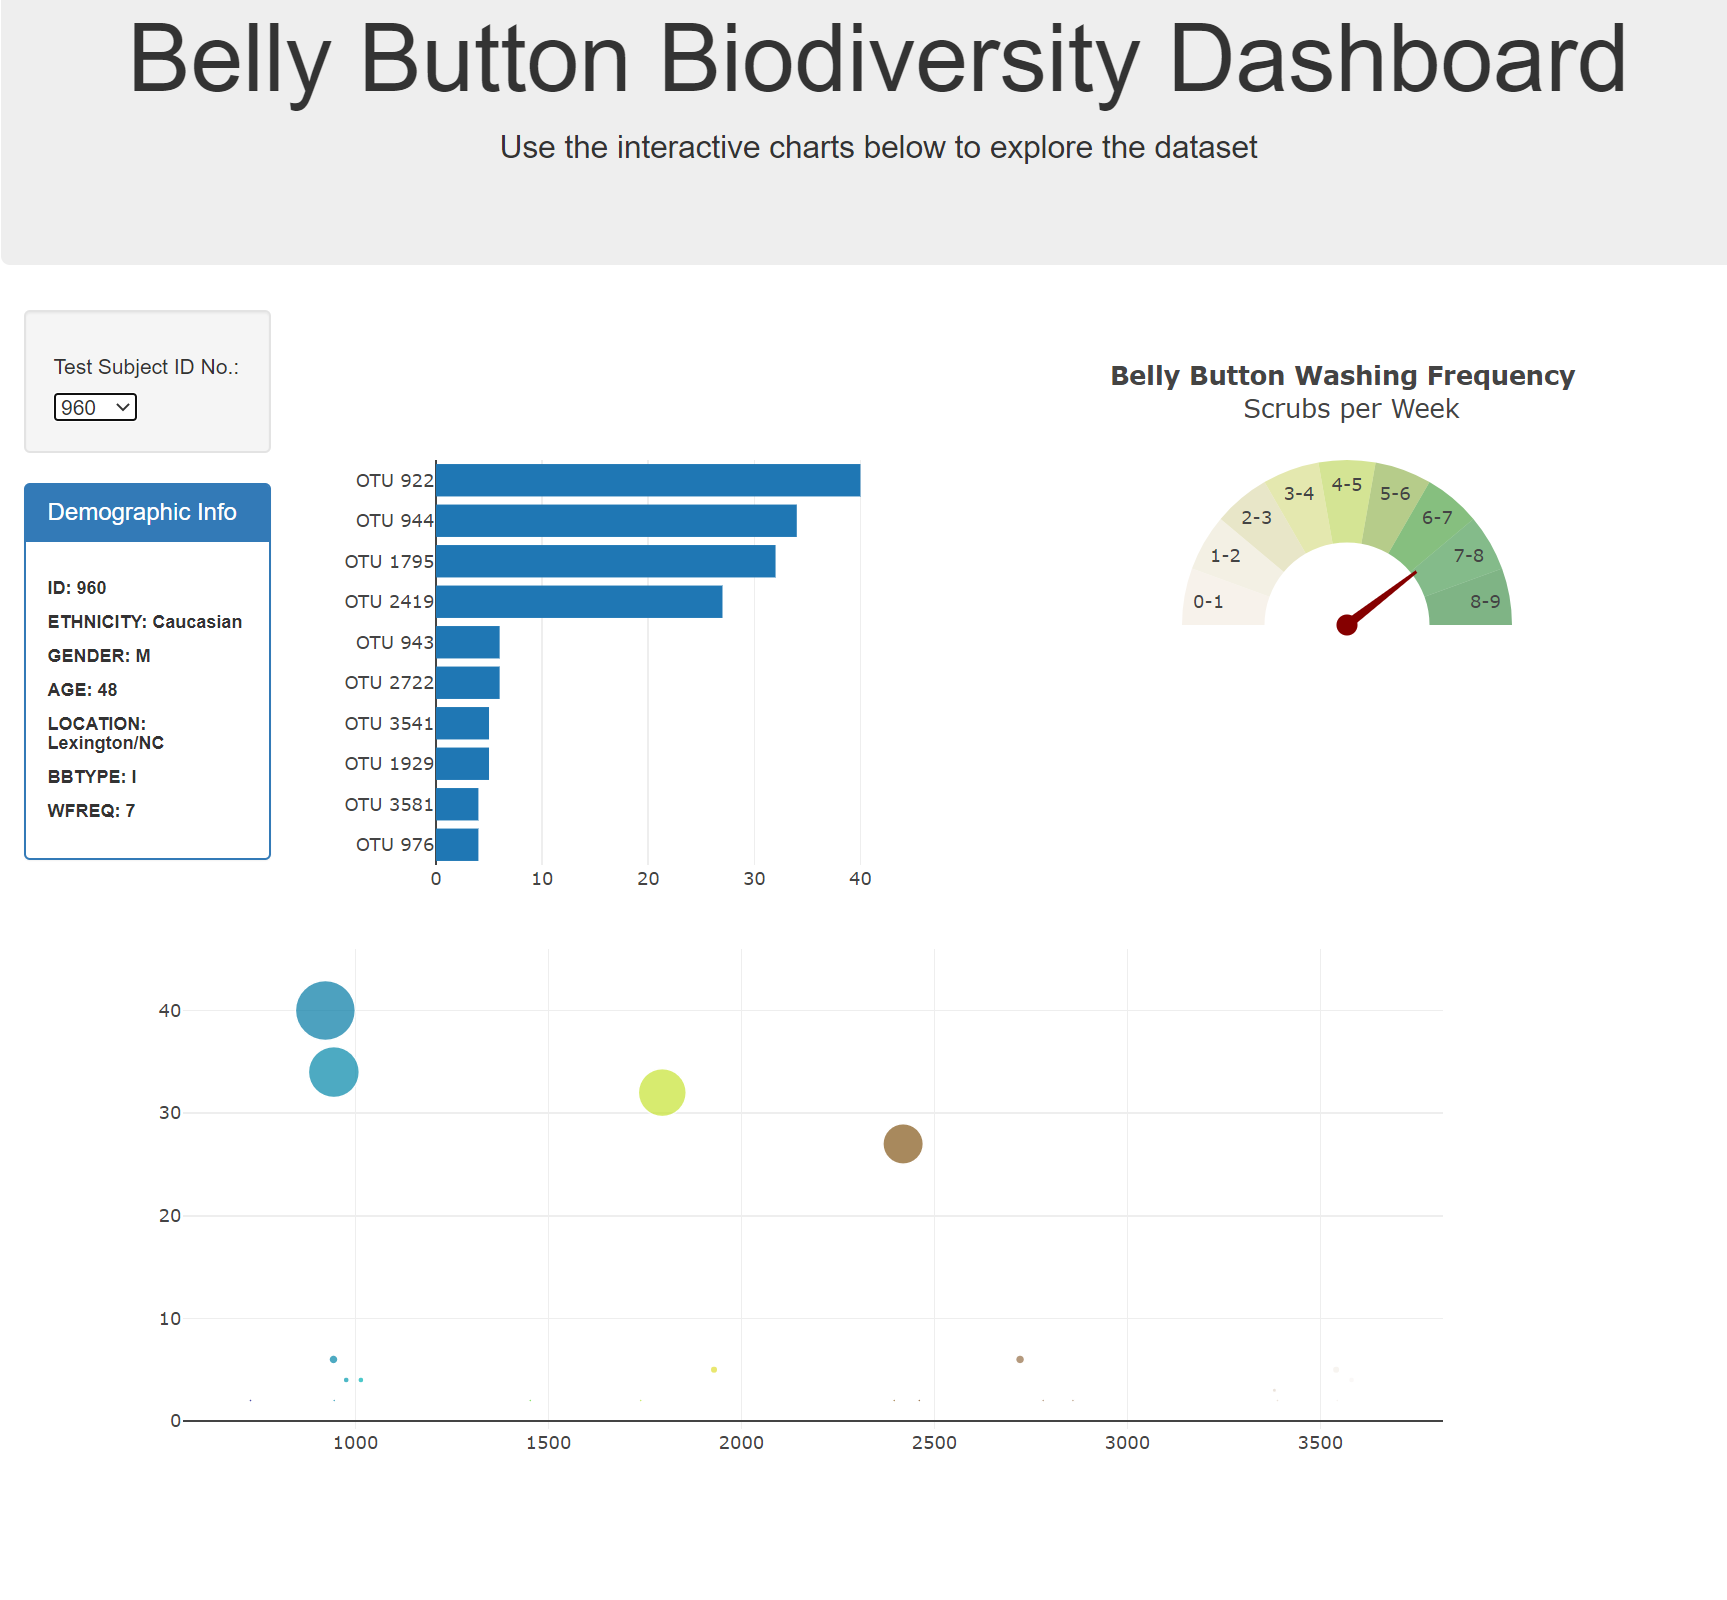 Belly Button Biodiversity Dashboard
Use the interactive charts below to explore the dataset
Test Subject ID No.:
960
Demographic Info
ID: 960
ETHNICITY: Caucasian
GENDER: M
AGE: 48
LOCATION:
Lexington/NC
BBTYPE: I
WFREQ: 7
OTU 922
OTU 944
OTU 1795
OTU 2419
OTU 943
OTU 2722
OTU 3541
OTU 1929
OTU 3581
OTU 976
0 10 20 30 40
Belly Button Washing Frequency
Scrubs per Week
0-1
1-2
2-3
3-4
4-5
5-6
6-7
7-8
8-9
40
30
20
10
0
1000 1500 2000 2500 3000 3500